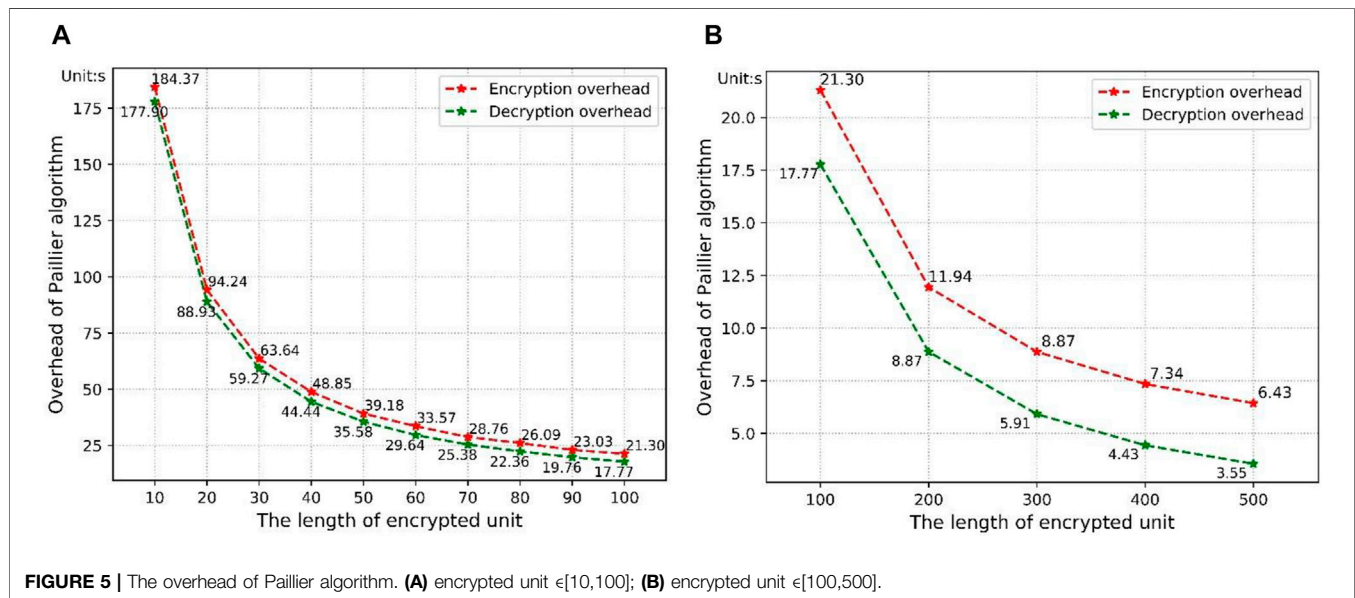 A
Unit:s
184.37
177.90
94.24
88.93
63.64
59.27
48.85
44.44
39.18
35.58
33.57
29.64
28.76
25.38
26.09
22.36
23.03
19.76
21.30
17.77
Encryption overhead
Decryption overhead
175
150
125
100
75
50
25
Overhead of Paillier algorithm
10 20 30 40 50 60 70 80 90 100
The length of encrypted unit
B
Unit:s
21.30
17.77
11.94
8.87
8.87
5.91
7.34
4.43
6.43
3.55
Encryption overhead
Decryption overhead
20.0
17.5
15.0
12.5
10.0
7.5
5.0
Overhead of Paillier algorithm
100 200 300 400 500
The length of encrypted unit
FIGURE 5 | The overhead of Paillier algorithm. (A) encrypted unit ϵ[10,100]; (B) encrypted unit ϵ[100,500].